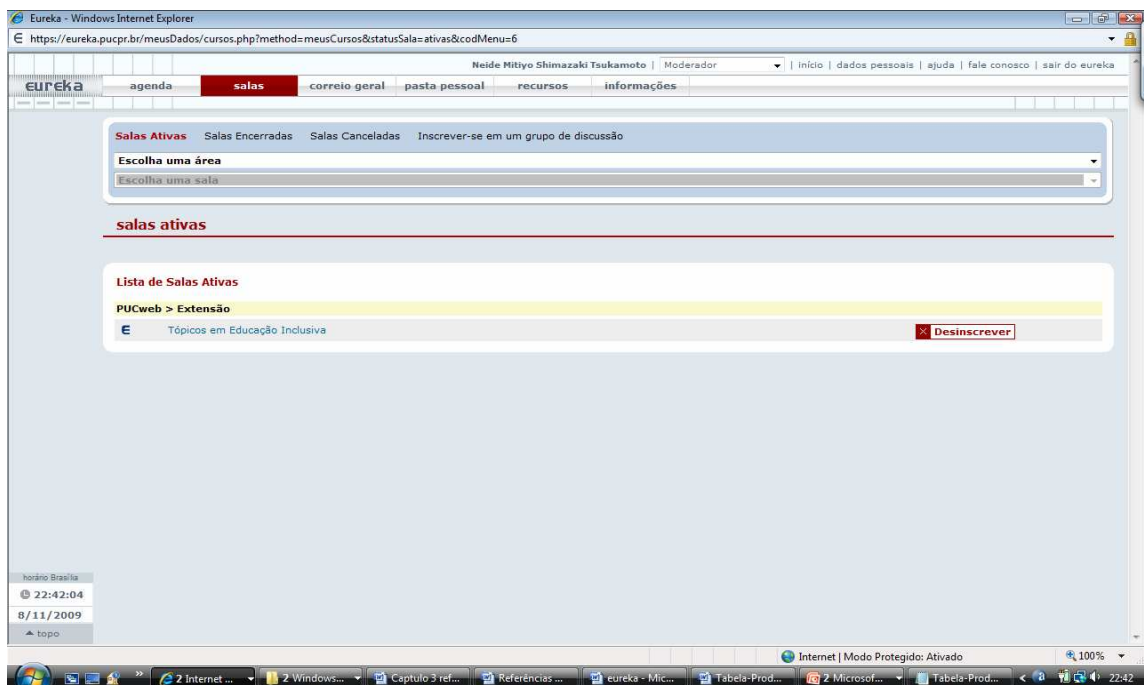 Eureka - Windows Internet Explorer
https://eureka.pucpr.br/meusDados/cursos.php?method=meusCursos&statusSala=ativas&codMenu=6
Neide Mitiyo Shimazaki Tsukamoto | Moderador | início | dados pessoais | ajuda | fale conosco | sair do eureka
eureka agenda salas correio geral pasta pessoal recursos informações
Salas Ativas Salas Encerradas Salas Canceladas Inscrever-se em um grupo de discussão
Escolha uma área
Escolha uma sala
salas ativas
Lista de Salas Ativas
PUCweb > Extensão
E Tópicos em Educação Inclusiva X Desinscrever
horário Brasília
22:42:04
8/11/2009
topo
Internet | Modo Protegido: Ativado 100%
2 Internet ... 2 Windows... Captulo 3 ref... Referências ... eureka - Mic... Tabela-Prod... 2 Microsof... Tabela-Prod... 22:42